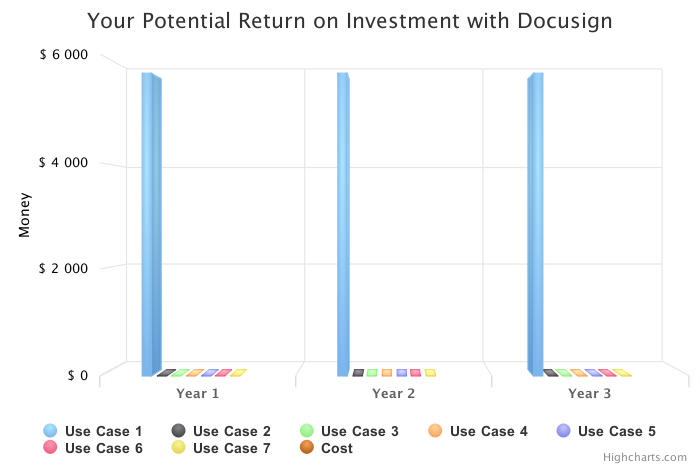 Your Potential Return on Investment with Docusign
$ 6 000
$ 4 000
$ 2 000
$ 0
Money
Year 1 Year 2 Year 3
Use Case 1 Use Case 2 Use Case 3 Use Case 4 Use Case 5
Use Case 6 Use Case 7 Cost
Highcharts.com